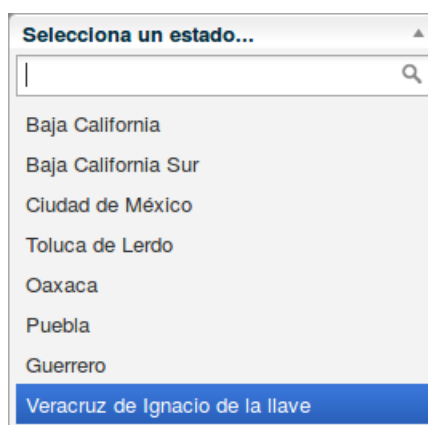 Selecciona un estado...
Baja California
Baja California Sur
Ciudad de México
Toluca de Lerdo
Oaxaca
Puebla
Guerrero
Veracruz de Ignacio de la llave